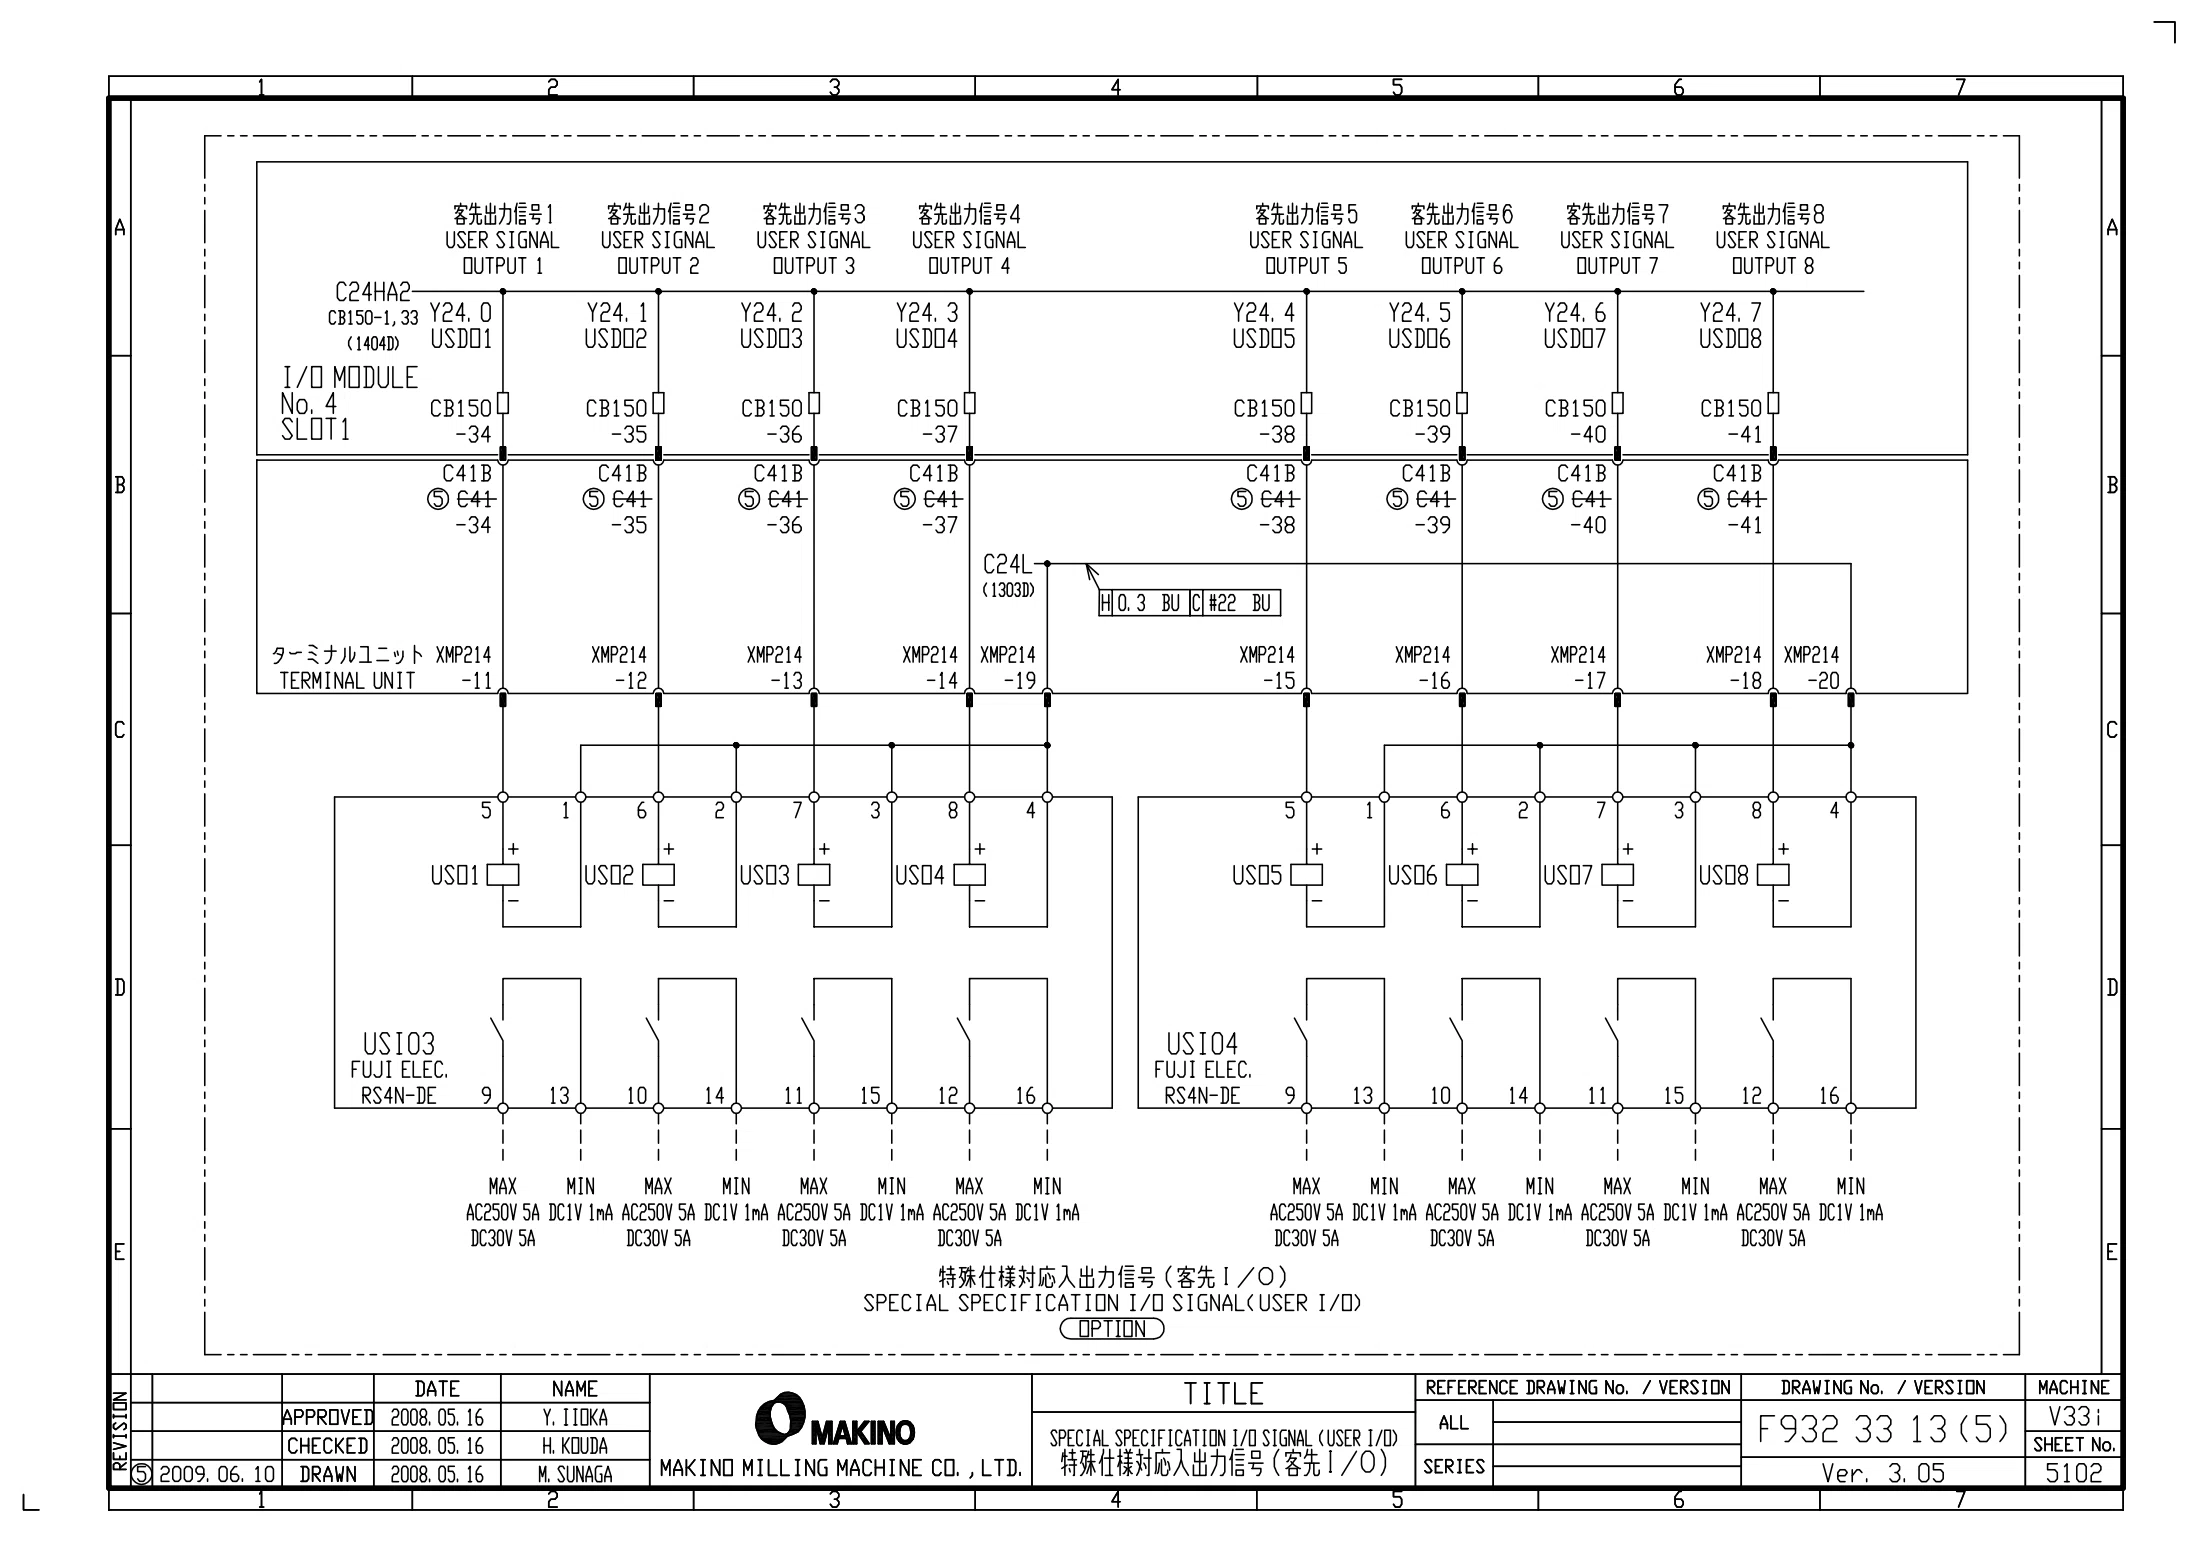 1 2 3 4 5 6 7
A A
客先出力信号1 客先出力信号2 客先出力信号3 客先出力信号4 客先出力信号5 客先出力信号6 客先出力信号7 客先出力信号8
USER SIGNAL USER SIGNAL USER SIGNAL USER SIGNAL USER SIGNAL USER SIGNAL USER SIGNAL USER SIGNAL
OUTPUT 1 OUTPUT 2 OUTPUT 3 OUTPUT 4 OUTPUT 5 OUTPUT 6 OUTPUT 7 OUTPUT 8
C24HA2
CB150-1,33
(1404D)
Y24.0 Y24.1 Y24.2 Y24.3 Y24.4 Y24.5 Y24.6 Y24.7
USDO1 USDO2 USDO3 USDO4 USDO5 USDO6 USDO7 USDO8
I/O MODULE
No.4
SLOT1
CB150 CB150 CB150 CB150 CB150 CB150 CB150 CB150
-34 -35 -36 -37 -38 -39 -40 -41
B B
C41B C41B C41B C41B C41B C41B C41B C41B
⑤ C41 ⑤ C41 ⑤ C41 ⑤ C41 ⑤ C41 ⑤ C41 ⑤ C41 ⑤ C41
-34 -35 -36 -37 -38 -39 -40 -41
C24L
(1303D)
H 0.3 BU C #22 BU
ターミナルユニット XMP214 XMP214 XMP214 XMP214 XMP214 XMP214 XMP214 XMP214 XMP214 XMP214
TERMINAL UNIT -11 -12 -13 -14 -19 -15 -16 -17 -18 -20
C C
5 1 6 2 7 3 8 4 5 1 6 2 7 3 8 4
+ + + + + + + +
USO1 USO2 USO3 USO4 USO5 USO6 USO7 USO8
- - - - - - - -
D D
USIO3 USIO4
FUJI ELEC. FUJI ELEC.
RS4N-DE RS4N-DE
9 13 10 14 11 15 12 16 9 13 10 14 11 15 12 16
MAX MIN MAX MIN MAX MIN MAX MIN MAX MIN MAX MIN MAX MIN MAX MIN
AC250V 5A DC1V 1mA AC250V 5A DC1V 1mA AC250V 5A DC1V 1mA AC250V 5A DC1V 1mA AC250V 5A DC1V 1mA AC250V 5A DC1V 1mA AC250V 5A DC1V 1mA AC250V 5A DC1V 1mA
DC30V 5A DC30V 5A DC30V 5A DC30V 5A DC30V 5A DC30V 5A DC30V 5A DC30V 5A
E E
特殊仕様対応入出力信号(客先I/O)
SPECIAL SPECIFICATION I/O SIGNAL(USER I/O)
OPTION
REVISION
DATE NAME
APPROVED 2008.05.16 Y.IIOKA
CHECKED 2008.05.16 H.KOUDA
⑤ 2009.06.10 DRAWN 2008.05.16 M.SUNAGA
MAKINO
MAKINO MILLING MACHINE CO.,LTD.
TITLE
SPECIAL SPECIFICATION I/O SIGNAL(USER I/O)
特殊仕様対応入出力信号(客先I/O)
REFERENCE DRAWING No. / VERSION
ALL
SERIES
DRAWING No. / VERSION
F932 33 13(5)
Ver. 3.05
MACHINE
V33i
SHEET No.
5102
1 2 3 4 5 6 7